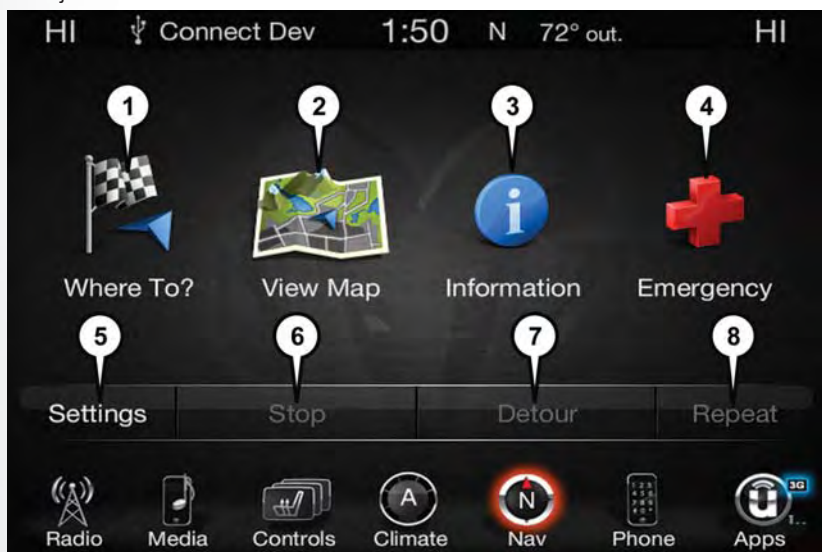 HI Connect Dev 1:50 N 72° out. HI
1 2 3 4
Where To? View Map Information Emergency
5 6 7 8
Settings Stop Detour Repeat
A N 3G
Radio Media Controls Climate Nav Phone Apps